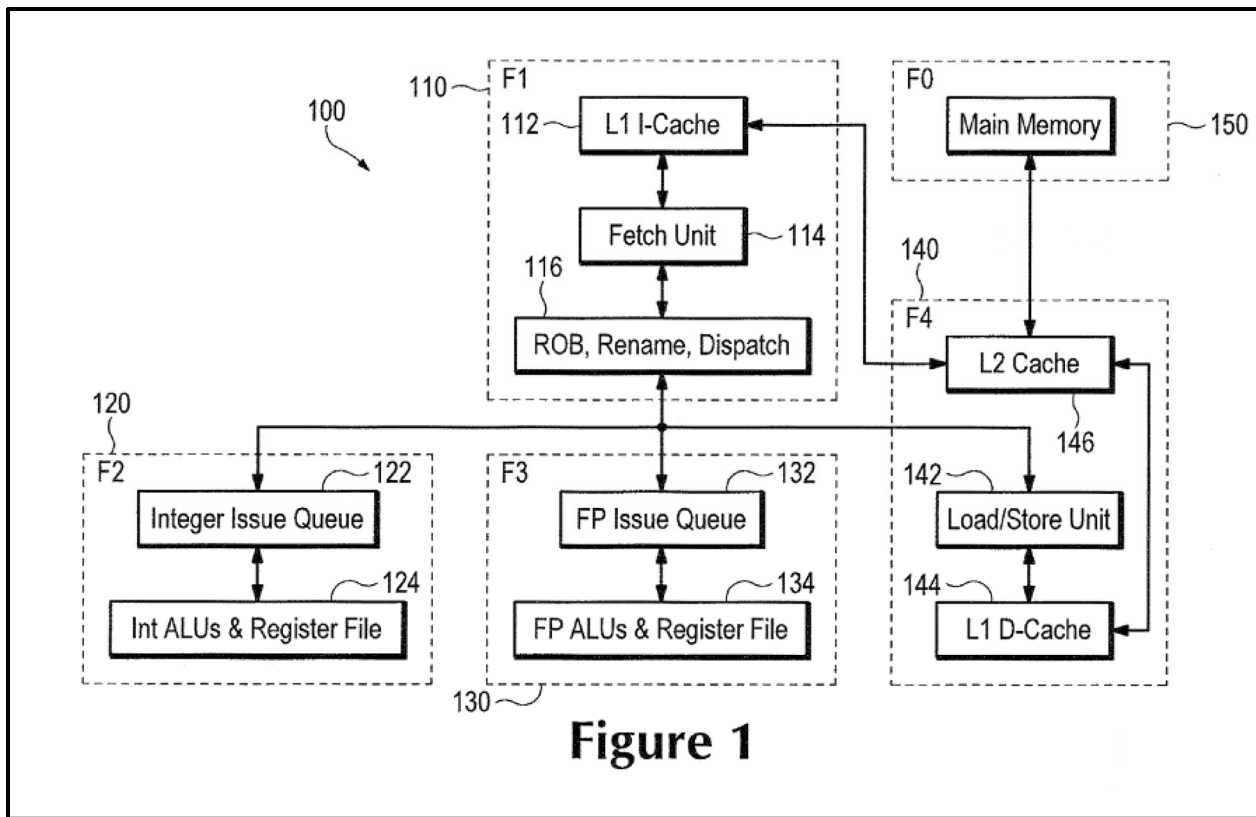 F1
110
F0
100
112
L1 I-Cache
Main Memory
150
Fetch Unit
114
140
116
F4
ROB, Rename, Dispatch
L2 Cache
146
120
F2
122
F3
132
142
Integer Issue Queue
FP Issue Queue
Load/Store Unit
124
134
144
Int ALUs & Register File
FP ALUs & Register File
L1 D-Cache
130
Figure 1